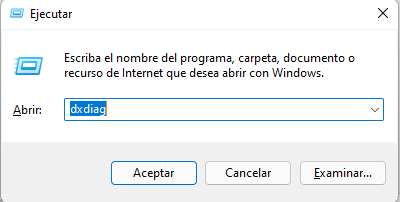 Ejecutar
Escriba el nombre del programa, carpeta, documento o
recurso de Internet que desea abrir con Windows.
Abrir: dxdiag
Aceptar Cancelar Examinar...